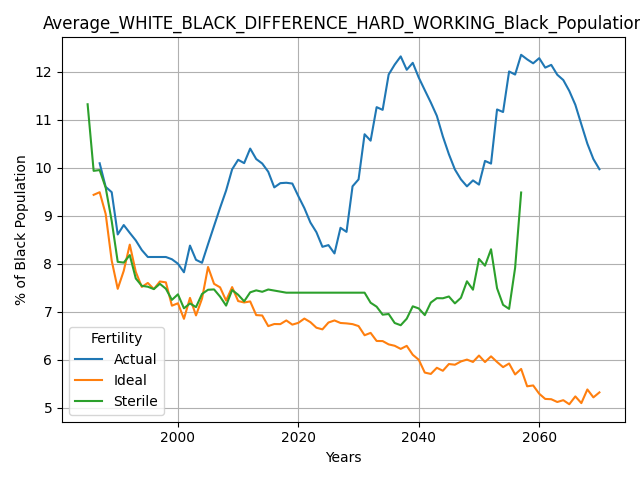 Average_WHITE_BLACK_DIFFERENCE_HARD_WORKING_Black_Population
12
11
10
9
8
7
6
5
% of Black Population
Fertility
Actual
Ideal
Sterile
2000
2020
2040
2060
Years